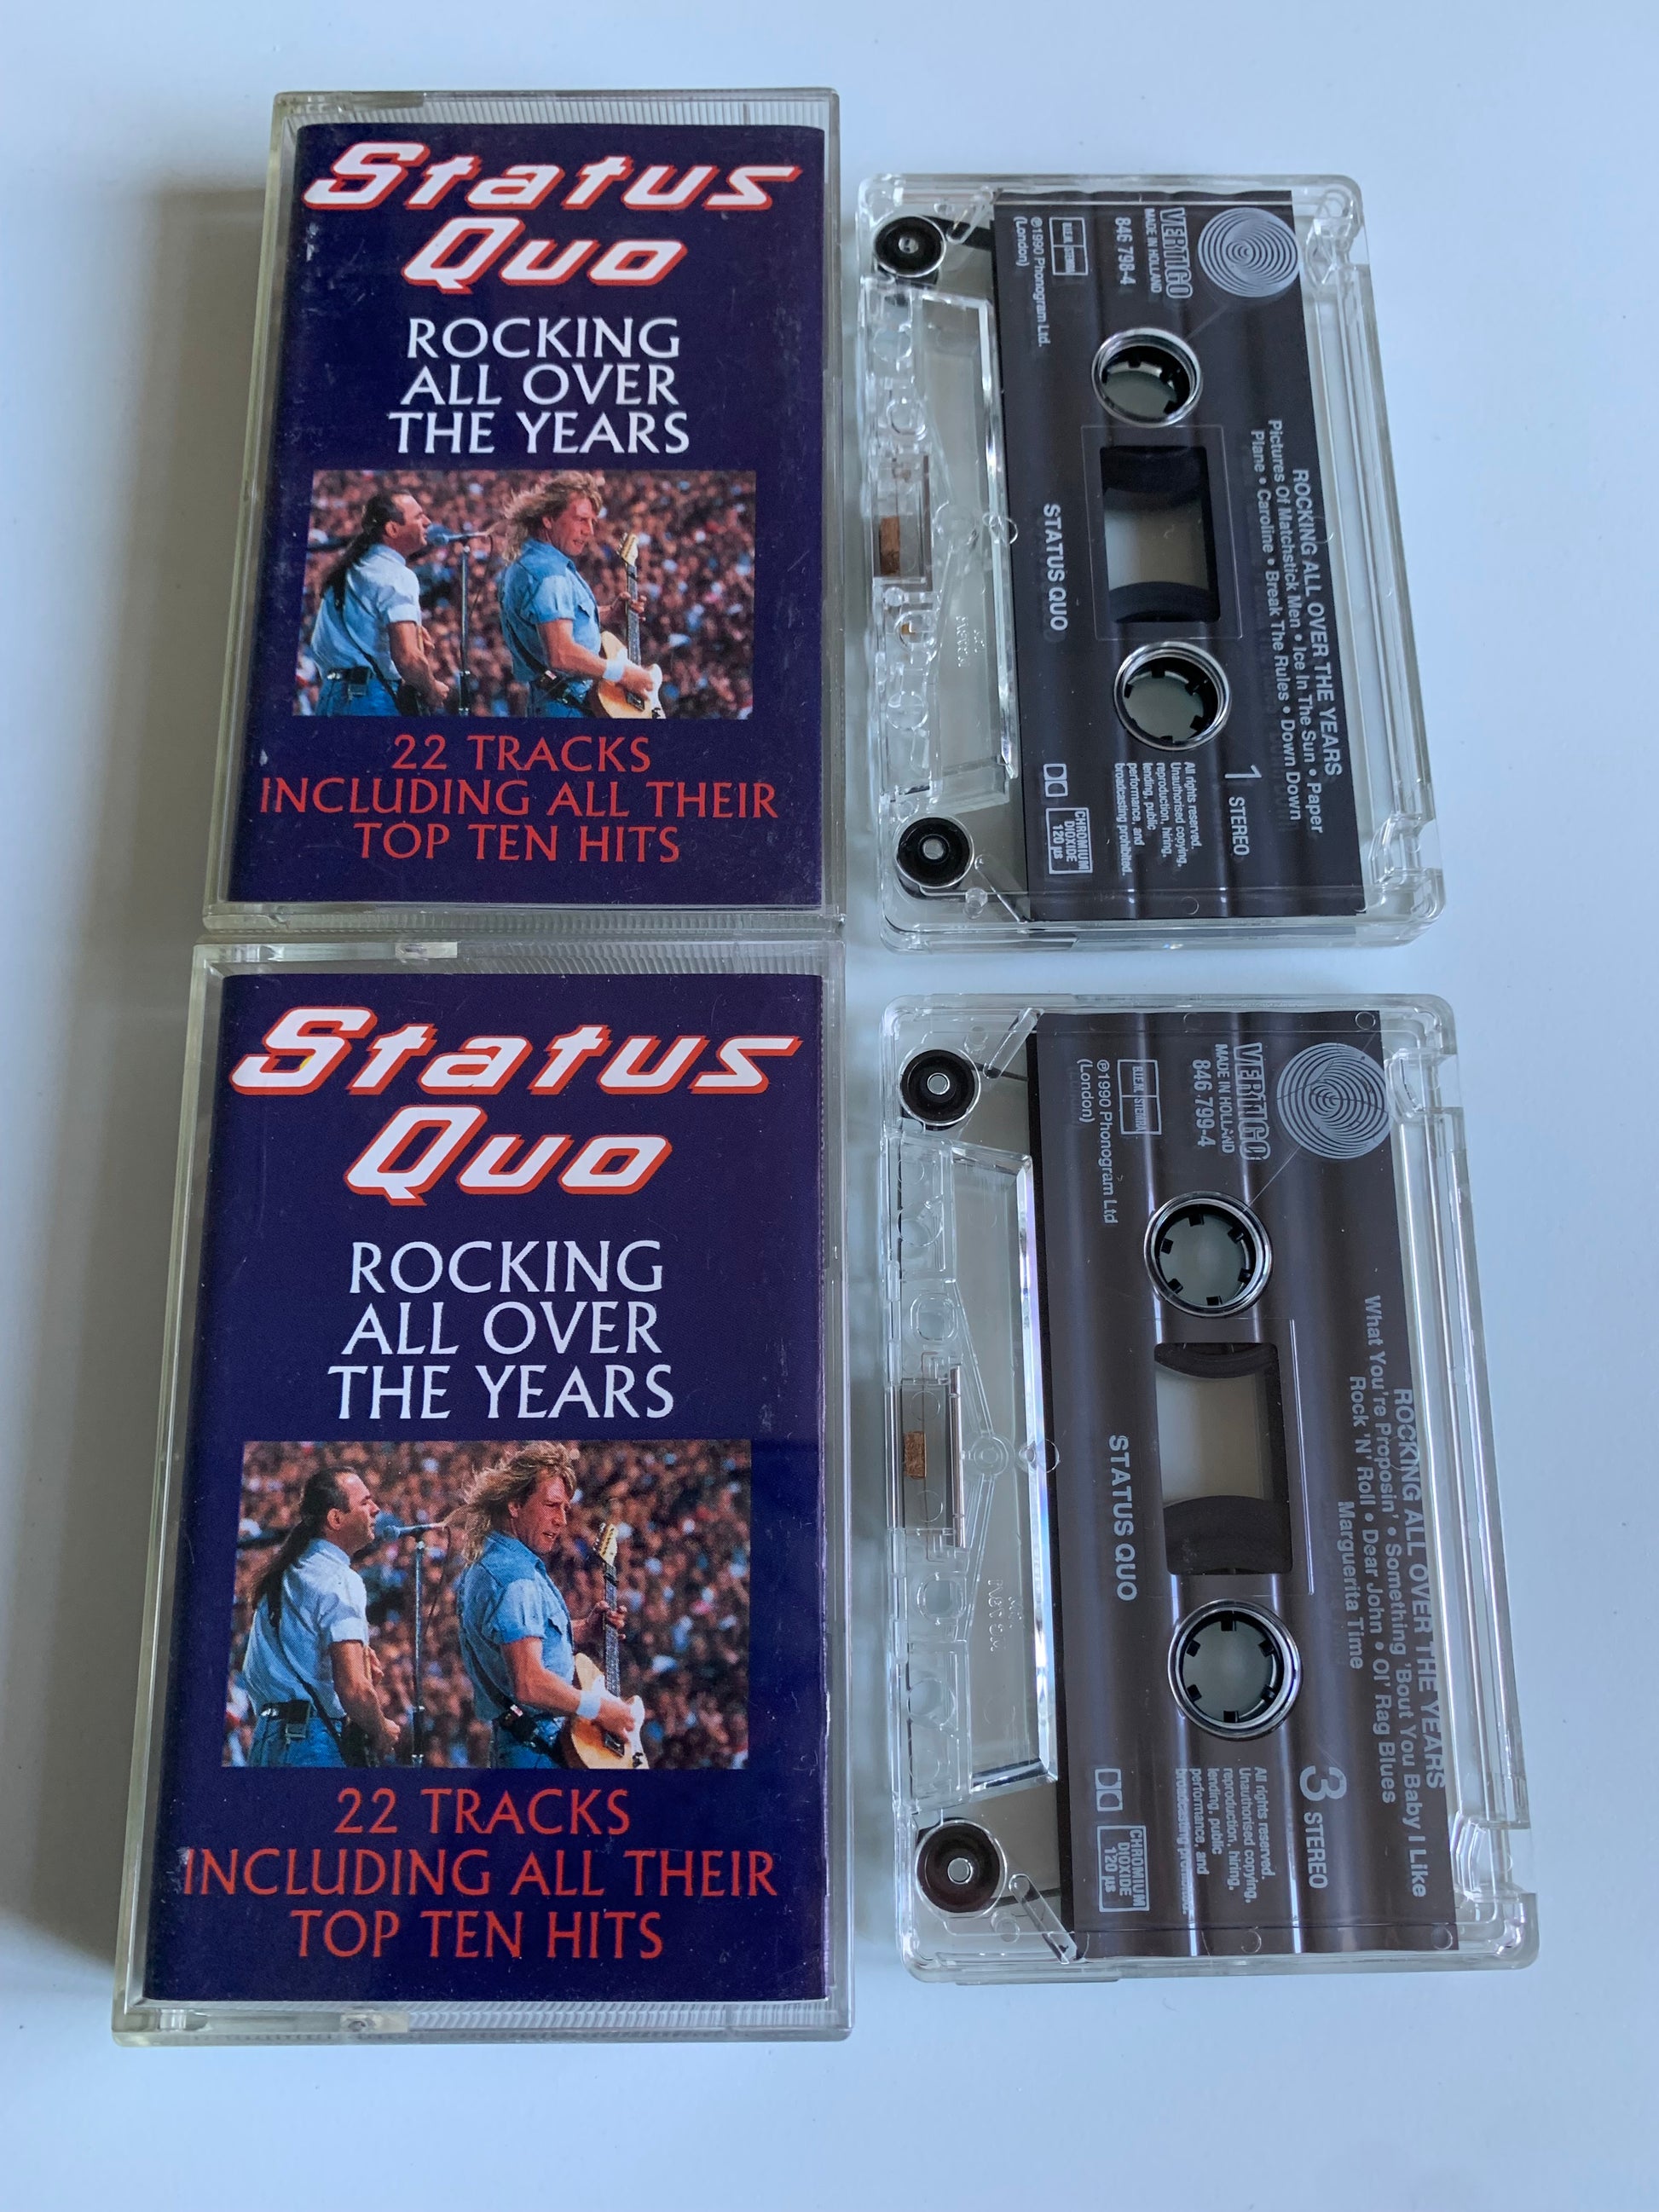 Status
Quo
ROCKING
ALL OVER
THE YEARS
22 TRACKS
INCLUDING ALL THEIR
TOP TEN HITS
ROCKING ALL OVER THE YEARS
Pictures Of Matchstick Men • Ice In The Sun • Paper
Plane • Caroline • Break The Rules • Down Down
VERTIGO
MADE IN HOLLAND
846 798-4
B.I.E.M. STEMRA
℗1990 Phonogram Ltd.
(London)
1 STEREO
All rights reserved.
Unauthorised copying,
reproduction, hiring,
lending, public
performance, and
broadcasting prohibited.
CHROMIUM
DIOXIDE
120 µs
STATUS QUO
Status
Quo
ROCKING
ALL OVER
THE YEARS
22 TRACKS
INCLUDING ALL THEIR
TOP TEN HITS
ROCKING ALL OVER THE YEARS
What You're Proposin' • Something 'Bout You Baby I Like
Rock 'N' Roll • Dear John • Ol' Rag Blues
Marguerita Time
VERTIGO
MADE IN HOLLAND
846 799-4
B.I.E.M. STEMRA
℗1990 Phonogram Ltd
(London)
3 STEREO
All rights reserved.
Unauthorised copying,
reproduction, hiring,
lending, public
performance, and
broadcasting prohibited.
CHROMIUM
DIOXIDE
120 µs
STATUS QUO